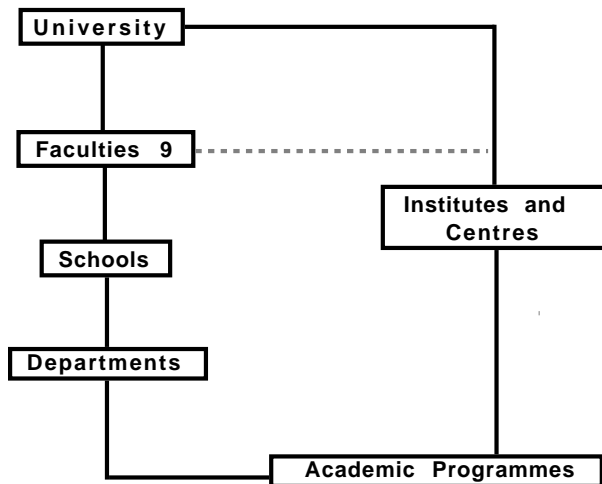 University
Faculties 9
Institutes and
Centres
Schools
Departments
Academic Programmes